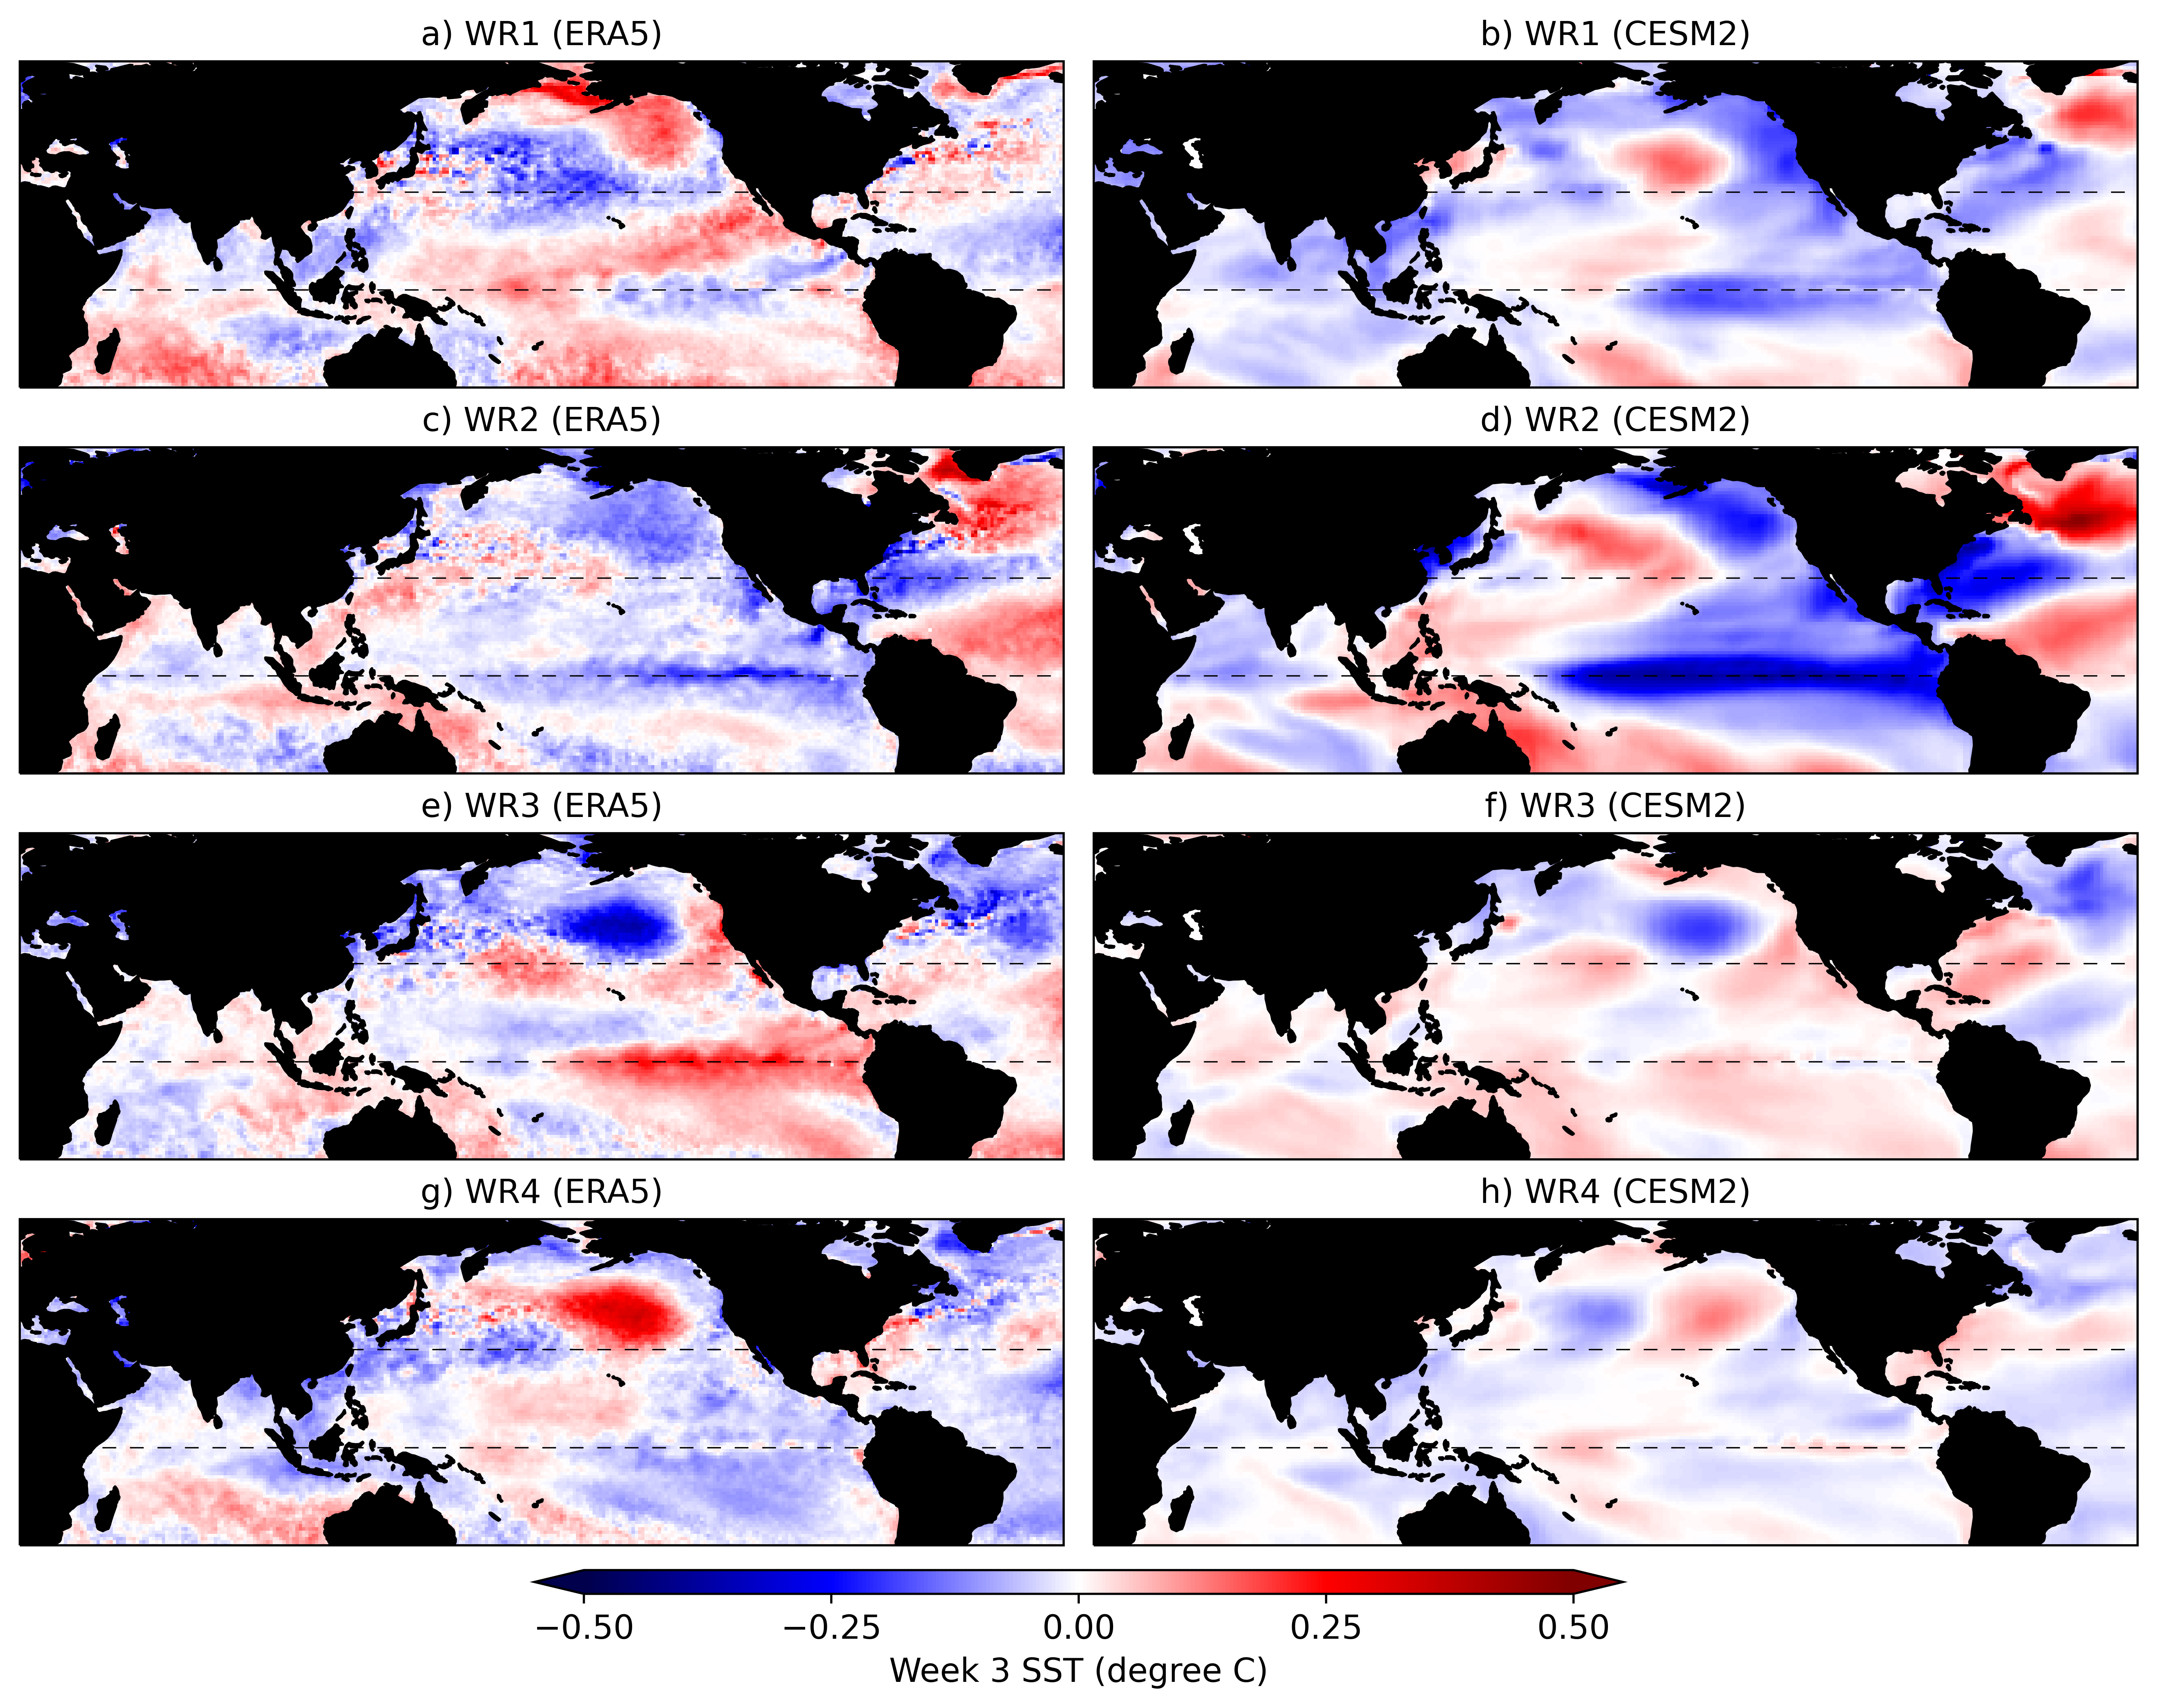 a) WR1 (ERA5)
b) WR1 (CESM2)
c) WR2 (ERA5)
d) WR2 (CESM2)
e) WR3 (ERA5)
f) WR3 (CESM2)
g) WR4 (ERA5)
h) WR4 (CESM2)
−0.50 −0.25 0.00 0.25 0.50
Week 3 SST (degree C)